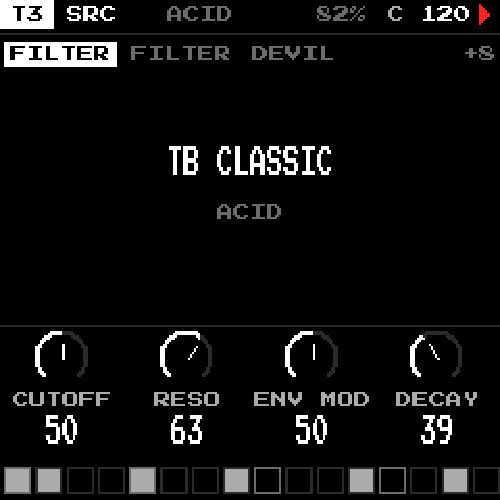 T3 SRC ACID 82% C 120
FILTER FILTER DEVIL +8
TB CLASSIC
ACID
CUTOFF RESO ENV MOD DECAY
50 63 50 39